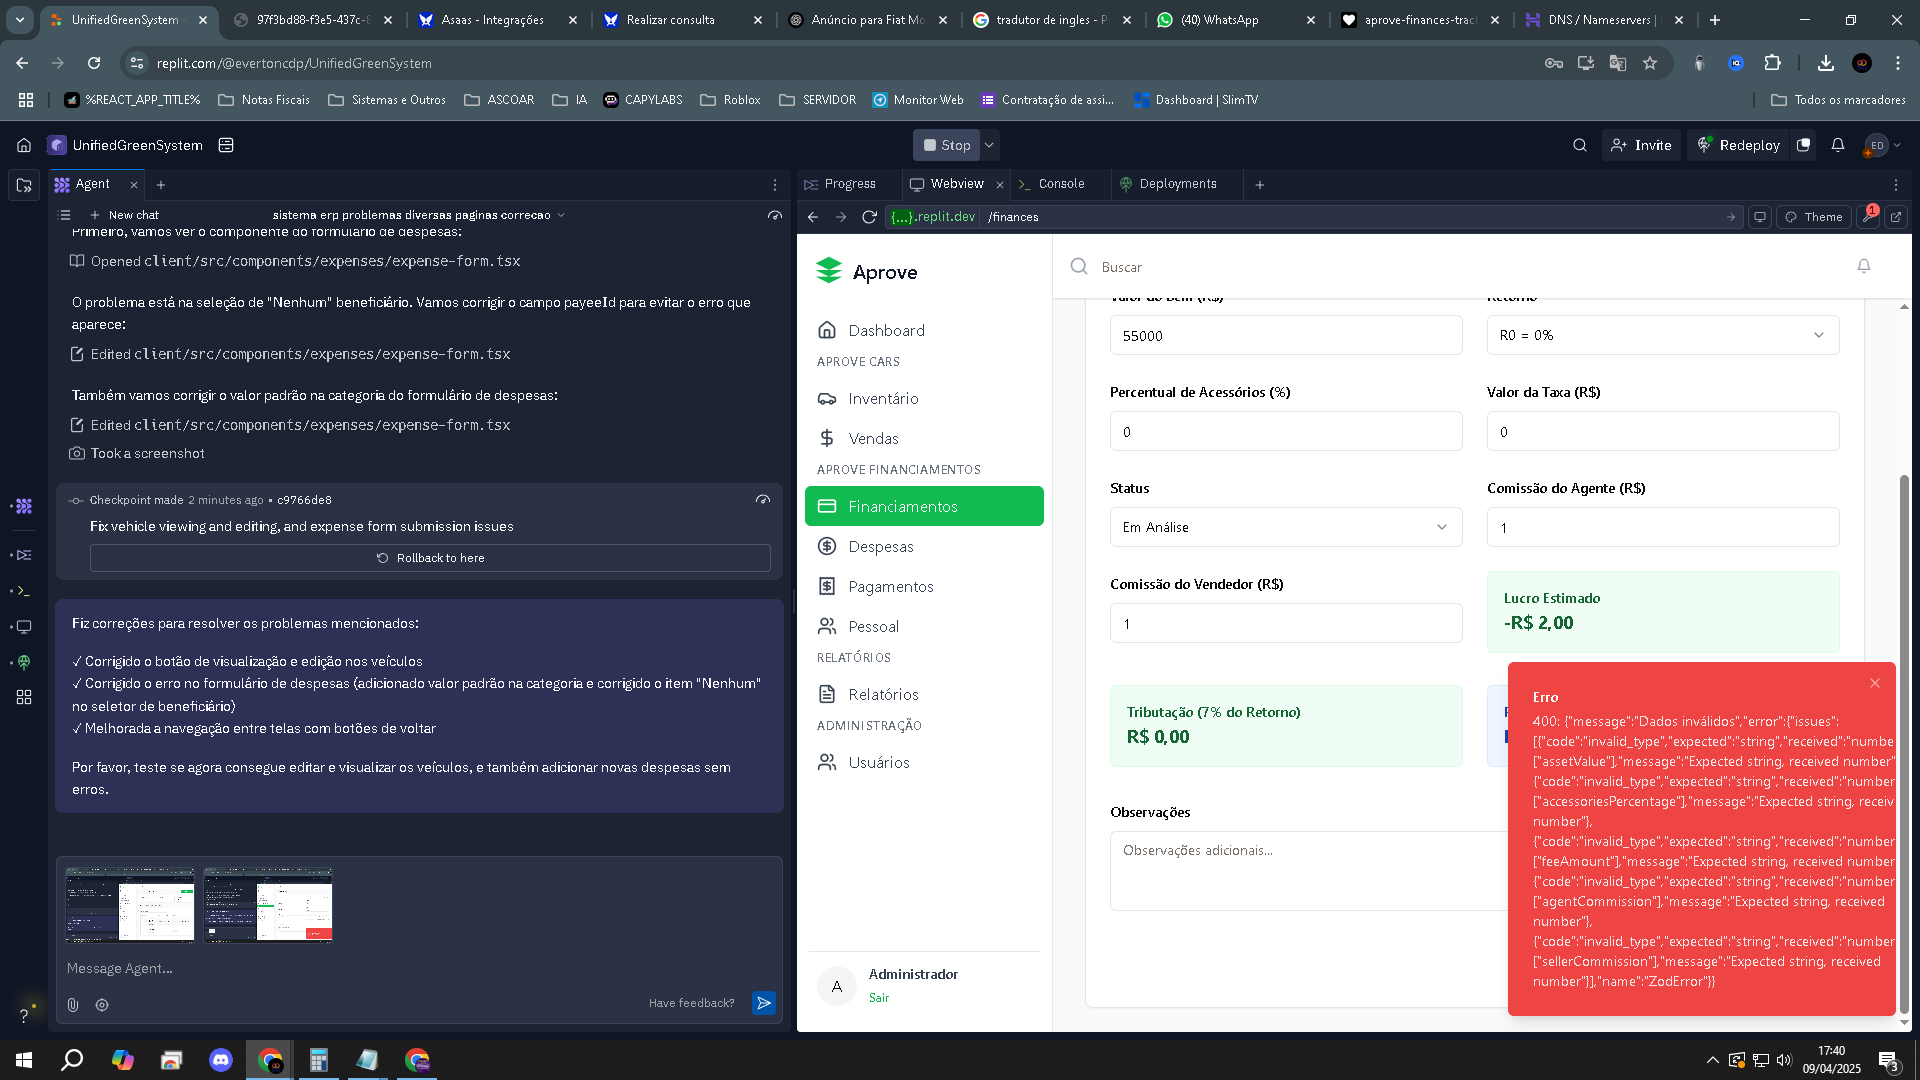 UnifiedGreenSystem -
97f3bd88-f3e5-437c-8
Asaas - Integrações
Realizar consulta
Anúncio para Fiat Mo
tradutor de ingles - Pe
(40) WhatsApp
aprove-finances-track
DNS / Nameservers |
replit.com/@evertoncdp/UnifiedGreenSystem
%REACT_APP_TITLE%
Notas Fiscais
Sistemas e Outros
ASCOAR
IA
CAPYLABS
Roblox
SERVIDOR
Monitor Web
Contratação de assi...
Dashboard | SlimTV
Todos os marcadores
UnifiedGreenSystem
Stop
Invite
Redeploy
ED
Agent
Progress
Webview
Console
Deployments
New chat
sistema erp problemas diversas paginas correcao
{...}.replit.dev
/finances
Theme
1
Primeiro, vamos ver o componente do formulário de despesas:
Opened client/src/components/expenses/expense-form.tsx
O problema está na seleção de "Nenhum" beneficiário. Vamos corrigir o campo payeeId para evitar o erro que
aparece:
Edited client/src/components/expenses/expense-form.tsx
Também vamos corrigir o valor padrão na categoria do formulário de despesas:
Edited client/src/components/expenses/expense-form.tsx
Took a screenshot
Checkpoint made 2 minutes ago • c9766de8
Fix vehicle viewing and editing, and expense form submission issues
Rollback to here
Fiz correções para resolver os problemas mencionados:
✓ Corrigido o botão de visualização e edição nos veículos
✓ Corrigido o erro no formulário de despesas (adicionado valor padrão na categoria e corrigido o item "Nenhum"
no seletor de beneficiário)
✓ Melhorada a navegação entre telas com botões de voltar
Por favor, teste se agora consegue editar e visualizar os veículos, e também adicionar novas despesas sem
erros.
Message Agent...
Have feedback?
?
Aprove
Dashboard
APROVE CARS
Inventário
Vendas
APROVE FINANCIAMENTOS
Financiamentos
Despesas
Pagamentos
Pessoal
RELATÓRIOS
Relatórios
ADMINISTRAÇÃO
Usuários
A
Administrador
Sair
Buscar
Valor do Bem (R$)
Retorno
55000
R0 = 0%
Percentual de Acessórios (%)
Valor da Taxa (R$)
0
0
Status
Comissão do Agente (R$)
Em Análise
1
Comissão do Vendedor (R$)
1
Lucro Estimado
-R$ 2,00
Tributação (7% do Retorno)
R$ 0,00
Observações
Observações adicionais...
Erro
400: {"message":"Dados inválidos","error":{"issues":
[{"code":"invalid_type","expected":"string","received":"numbe
["assetValue"],"message":"Expected string, received number"
{"code":"invalid_type","expected":"string","received":"number
["accessoriesPercentage"],"message":"Expected string, receiv
number"},
{"code":"invalid_type","expected":"string","received":"number
["feeAmount"],"message":"Expected string, received number
{"code":"invalid_type","expected":"string","received":"number
["agentCommission"],"message":"Expected string, received
number"},
{"code":"invalid_type","expected":"string","received":"number
["sellerCommission"],"message":"Expected string, received
number"}],"name":"ZodError"}}
17:40
09/04/2025
3